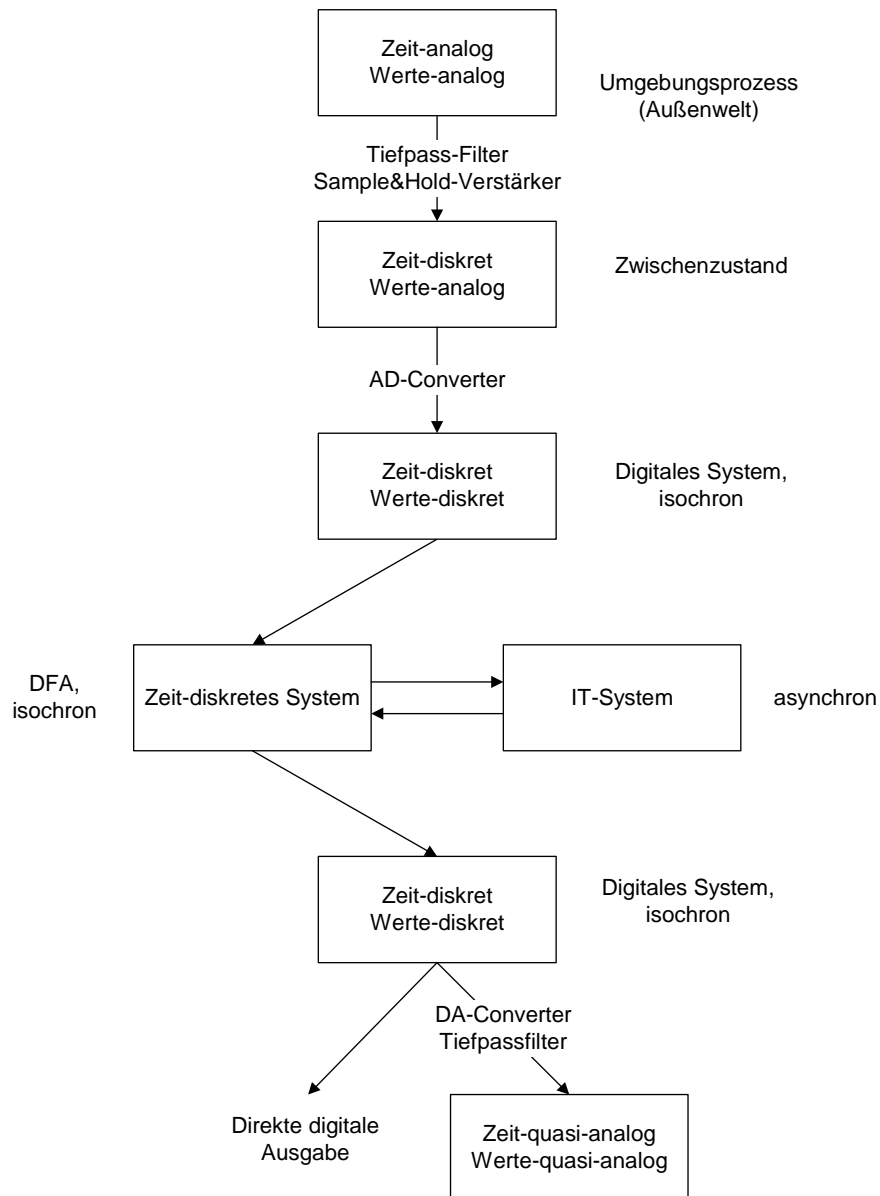 Zeit-analog
Werte-analog
Umgebungsprozess
(Außenwelt)
Tiefpass-Filter
Sample&Hold-Verstärker
Zeit-diskret
Werte-analog
Zwischenzustand
AD-Converter
Zeit-diskret
Werte-diskret
Digitales System,
isochron
DFA,
isochron
Zeit-diskretes System
IT-System
asynchron
Zeit-diskret
Werte-diskret
Digitales System,
isochron
DA-Converter
Tiefpassfilter
Direkte digitale
Ausgabe
Zeit-quasi-analog
Werte-quasi-analog